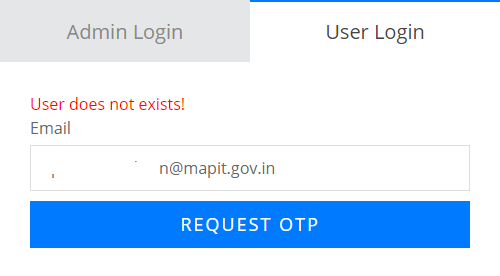 Admin Login
User Login
User does not exists!
Email
n@mapit.gov.in
REQUEST OTP